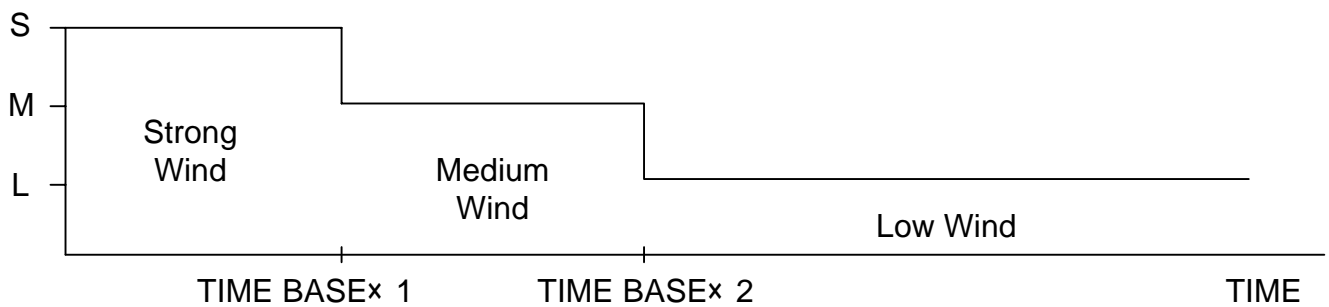 S
M
L
Strong
Wind
Medium
Wind
Low Wind
TIME BASE× 1
TIME BASE× 2
TIME